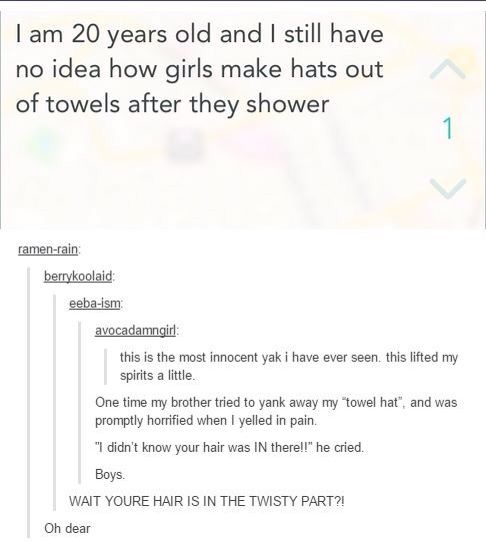 I am 20 years old and I still have
no idea how girls make hats out
of towels after they shower
1
ramen-rain:
berrykoolaid:
eeba-ism:
avocadamngirl:
this is the most innocent yak i have ever seen. this lifted my
spirits a little.
One time my brother tried to yank away my “towel hat”, and was
promptly horrified when I yelled in pain.
"I didn't know your hair was IN there!!" he cried.
Boys.
WAIT YOURE HAIR IS IN THE TWISTY PART?!
Oh dear